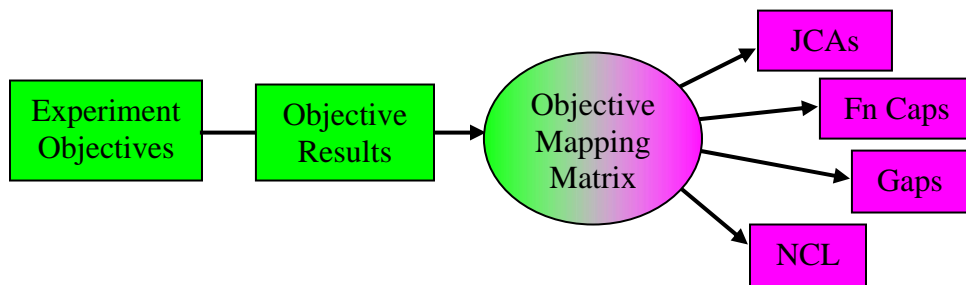 Experiment
Objectives
Objective
Results
Objective
Mapping
Matrix
JCAs
Fn Caps
Gaps
NCL